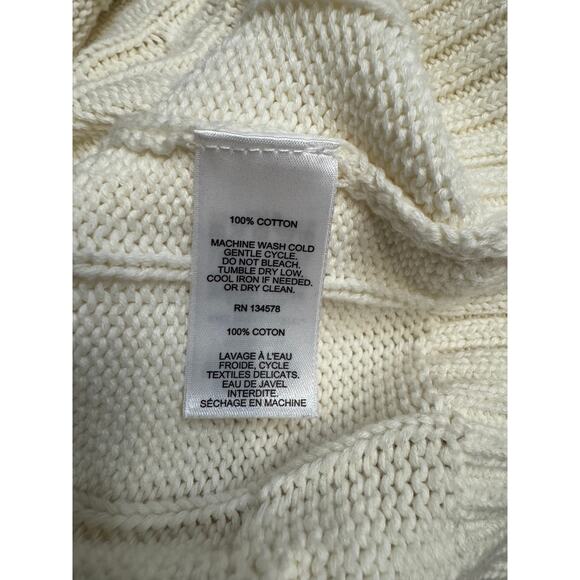 100% COTTON
MACHINE WASH COLD
GENTLE CYCLE.
DO NOT BLEACH.
TUMBLE DRY LOW.
COOL IRON IF NEEDED.
OR DRY CLEAN.
RN 134578
100% COTON
LAVAGE À L'EAU
FROIDE, CYCLE
TEXTILES DELICATS.
EAU DE JAVEL
INTERDITE.
SÉCHAGE EN MACHINE